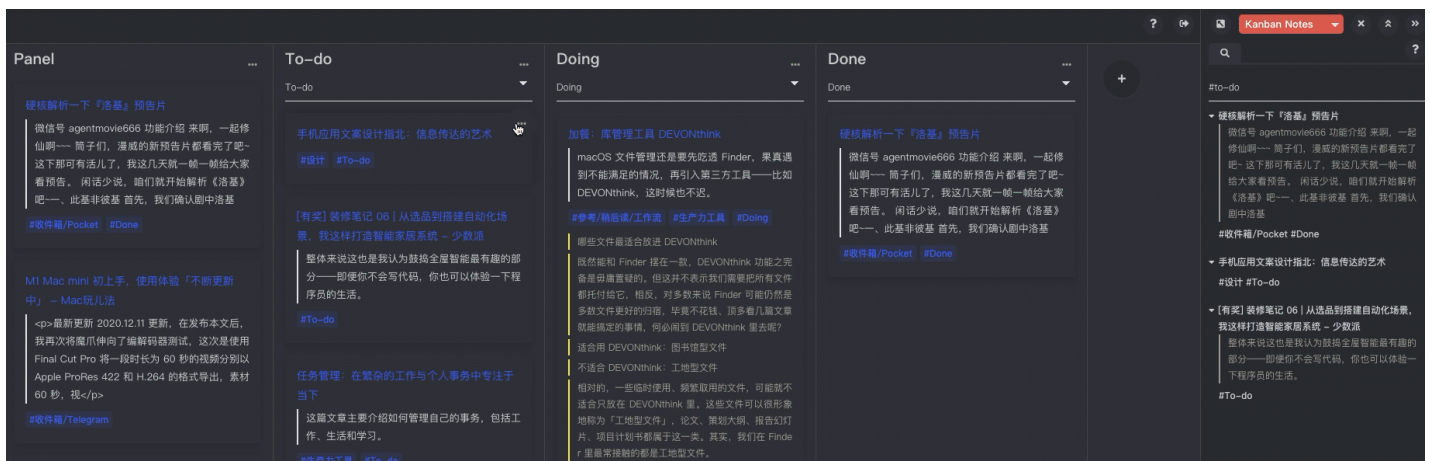 Kanban Notes
Panel
硬核解析一下『洛基』预告片
微信号 agentmovie666 功能介绍 来啊，一起修
仙啊~~~ 筒子们，漫威的新预告片都看完了吧~
这下那可有活儿了，我这几天就一帧一帧给大家
看预告。 闲话少说，咱们就开始解析《洛基》
吧~一、此基非彼基 首先，我们确认剧中洛基
#收件箱/Pocket #Done
M1 Mac mini 初上手，使用体验「不断更新
中」 – Mac玩儿法
<p>最新更新 2020.12.11 更新，在发布本文后，
我再次将魔爪伸向了编解码器测试，这次是使用
Final Cut Pro 将一段时长为 60 秒的视频分别以
Apple ProRes 422 和 H.264 的格式导出，素材
60 秒，视</p>
#收件箱/Telegram
To-do
To-do
手机应用文案设计指北：信息传达的艺术
#设计 #To-do
[有奖] 装修笔记 06 | 从选品到搭建自动化场
景，我这样打造智能家居系统 – 少数派
整体来说这也是我认为鼓捣全屋智能最有趣的部
分——即便你不会写代码，你也可以体验一下程
序员的生活。
#To-do
任务管理：在繁杂的工作与个人事务中专注于
当下
这篇文章主要介绍如何管理自己的事务，包括工
作、生活和学习。
#生产力工具 #To-do
Doing
Doing
加餐：库管理工具 DEVONthink
macOS 文件管理还是要先吃透 Finder，果真遇
到不能满足的情况，再引入第三方工具——比如
DEVONthink，这时候也不迟。
#参考/稍后读/工作流 #生产力工具 #Doing
哪些文件最适合放进 DEVONthink
既然能和 Finder 摆在一款，DEVONthink 功能之完
备是毋庸置疑的。但这并不表示我们需要把所有文件
都托付给它，相反，对多数来说 Finder 可能仍然是
多数文件更好的归宿，毕竟不花钱、顶多看几篇文章
就能搞定的事情，何必闹到 DEVONthink 里去呢？
适合用 DEVONthink：图书馆型文件
不适合 DEVONthink：工地型文件
相对的，一些临时使用、频繁取用的文件，可能就不
适合只放在 DEVONthink 里。这些文件可以很形象
地称为「工地型文件」，论文、策划大纲、报告幻灯
片、项目计划书都属于这一类。其实，我们在 Finde
r 里最常接触的都是工地型文件。
Done
Done
硬核解析一下『洛基』预告片
微信号 agentmovie666 功能介绍 来啊，一起修
仙啊~~~ 筒子们，漫威的新预告片都看完了吧~
这下那可有活儿了，我这几天就一帧一帧给大家
看预告。 闲话少说，咱们就开始解析《洛基》
吧~一、此基非彼基 首先，我们确认剧中洛基
#收件箱/Pocket #Done
#to-do
硬核解析一下『洛基』预告片
微信号 agentmovie666 功能介绍 来啊，一起
修仙啊~~~ 筒子们，漫威的新预告片都看完了
吧~ 这下那可有活儿了，我这几天就一帧一帧
给大家看预告。 闲话少说，咱们就开始解析
《洛基》吧~一、此基非彼基 首先，我们确认
剧中洛基
#收件箱/Pocket #Done
手机应用文案设计指北：信息传达的艺术
#设计 #To-do
[有奖] 装修笔记 06 | 从选品到搭建自动化场景，
我这样打造智能家居系统 – 少数派
整体来说这也是我认为鼓捣全屋智能最有趣的
部分——即便你不会写代码，你也可以体验一
下程序员的生活。
#To-do